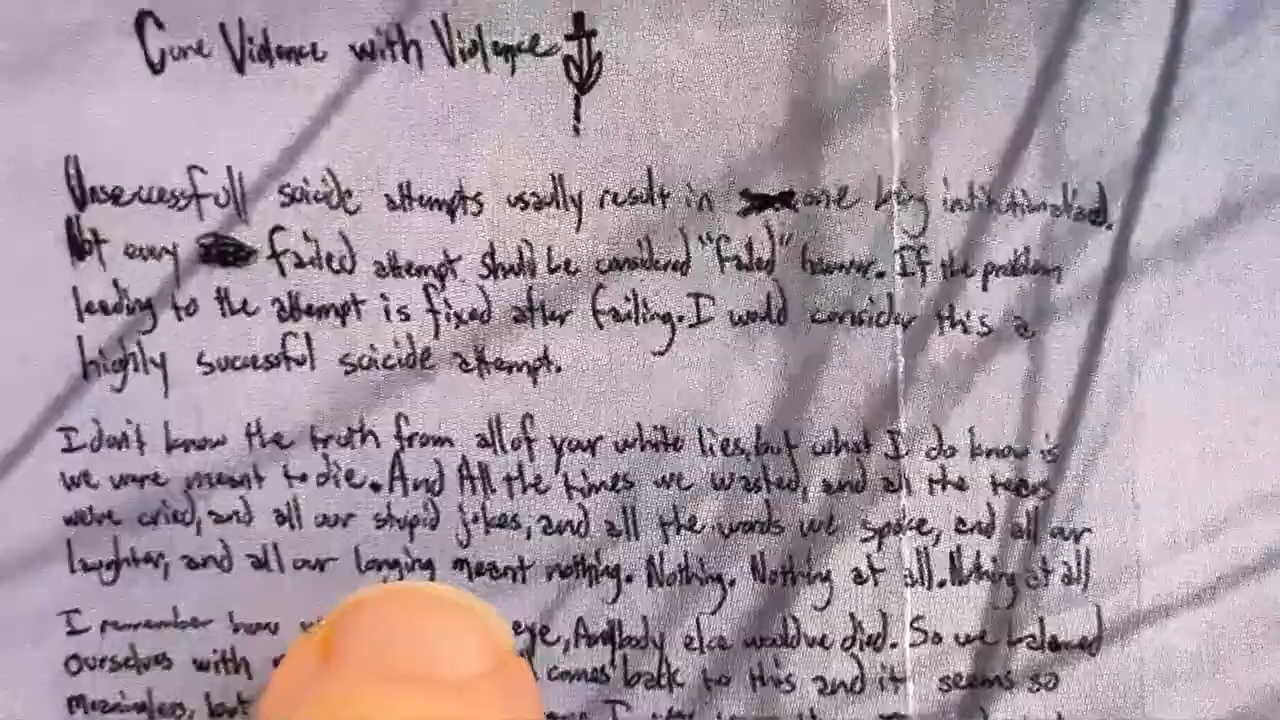 Cure Violence with Violence
Unseccessfull suicide attempts usually result in one being institutionalized.
Not every failed attempt should be considered "failed" however. If the problem
leading to the attempt is fixed after failing. I would consider this a
highly successful suicide attempt.
I don't know the truth from all of your white lies, but what I do know is
we were meant to die. And All the times we wasted, and all the tears
we've cried, and all our stupid jokes, and all the words we spoke, and all our
laughter, and all our longing meant nothing. Nothing. Nothing at all. Nothing at all
I remember how eye, Anybody else would've died. So we
ourselves with comes back to this and it seems so
but